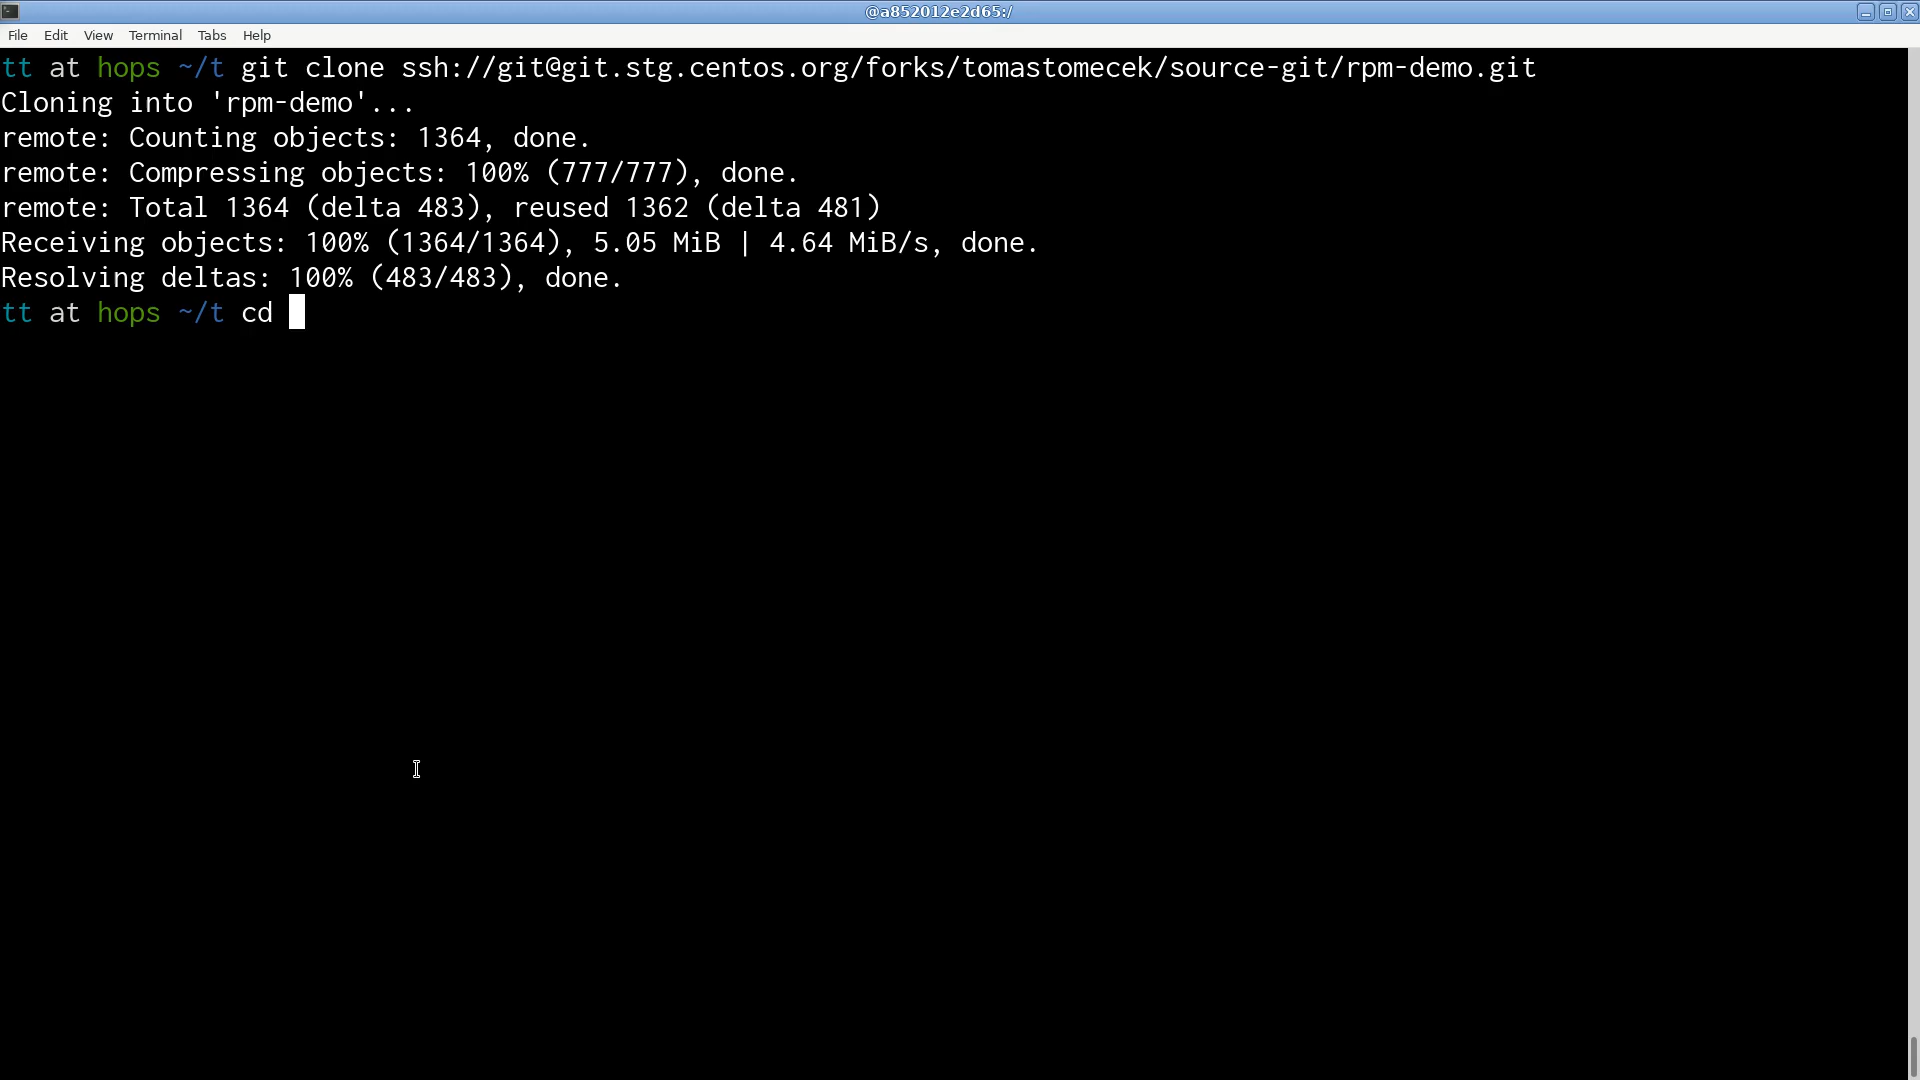 @a852012e2d65:/
File Edit View Terminal Tabs Help
tt at hops ~/t git clone ssh://git@git.stg.centos.org/forks/tomastomecek/source-git/rpm-demo.git
Cloning into 'rpm-demo'...
remote: Counting objects: 1364, done.
remote: Compressing objects: 100% (777/777), done.
remote: Total 1364 (delta 483), reused 1362 (delta 481)
Receiving objects: 100% (1364/1364), 5.05 MiB | 4.64 MiB/s, done.
Resolving deltas: 100% (483/483), done.
tt at hops ~/t cd